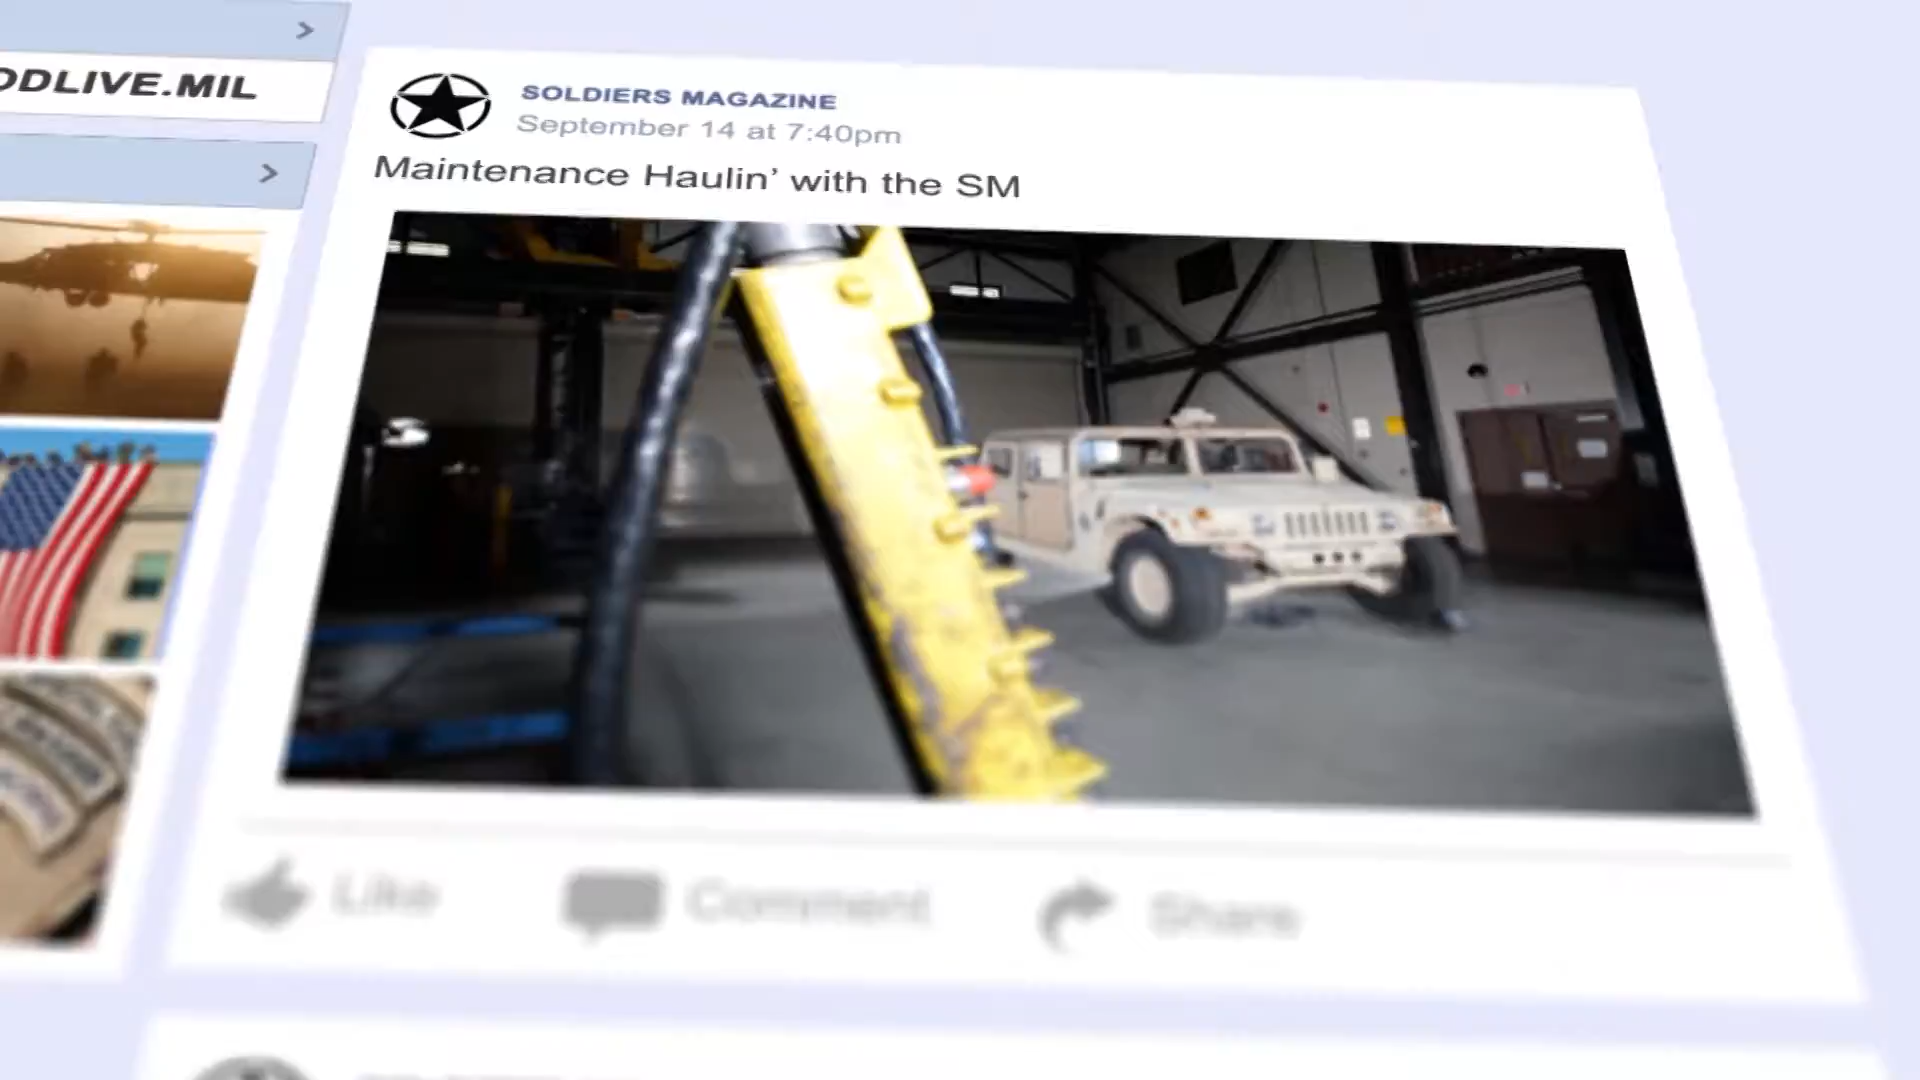 ODLIVE.MIL
SOLDIERS MAGAZINE
September 14 at 7:40pm
Maintenance Haulin’ with the SM
Like
Comment
Share